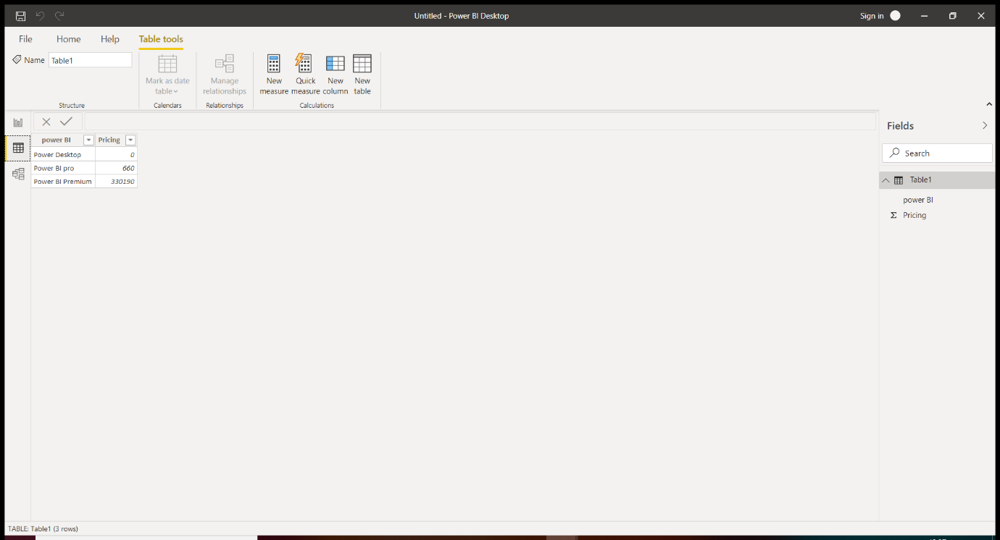 Untitled - Power BI Desktop
Sign in
File Home Help Table tools
Name Table1
Mark as date table
Manage relationships
New measure
Quick measure
New column
New table
Structure Calendars Relationships Calculations
Fields
Search
Table1
power BI
Σ Pricing
power BI Pricing
Power Desktop 0
Power BI pro 660
Power BI Premium 330190
TABLE: Table1 (3 rows)